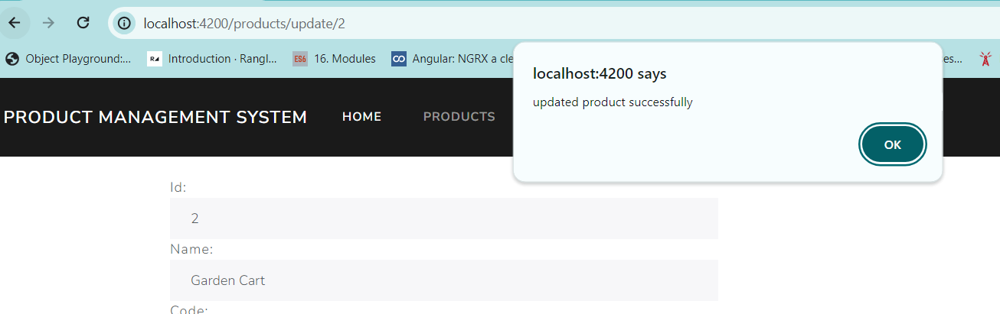 localhost:4200/products/update/2
Object Playground:... R Introduction · Rangl... ES6 16. Modules Angular: NGRX a cle es...
localhost:4200 says
updated product successfully
OK
PRODUCT MANAGEMENT SYSTEM HOME PRODUCTS
Id:
2
Name:
Garden Cart
Code: